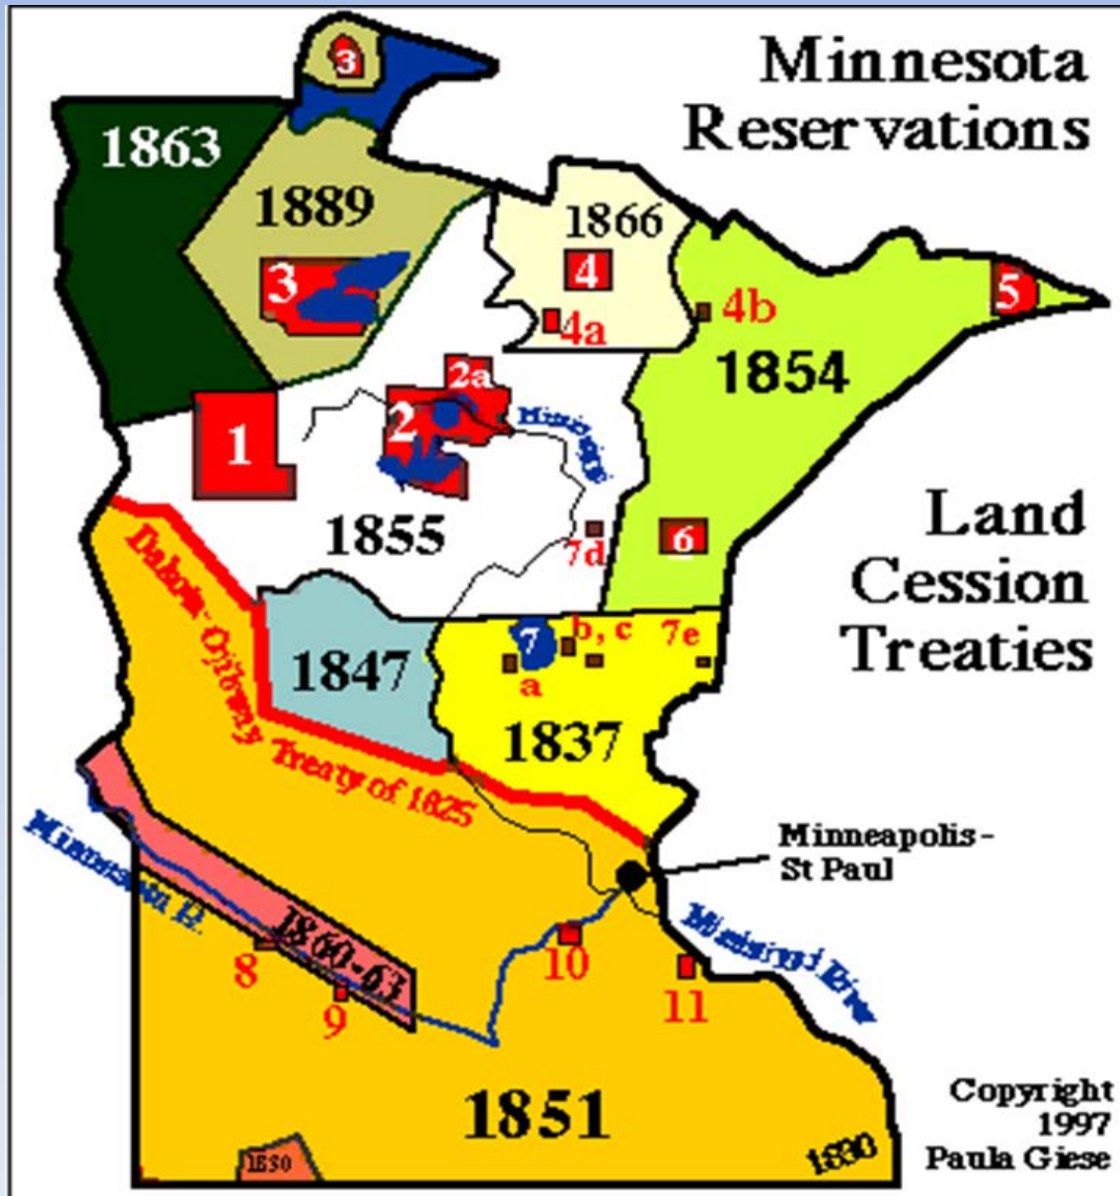 Minnesota
Reservations
3
1863
1889
1866
3
4
5
4a
4b
1854
2a
1
2
1855
7d
6
Land
Cession
Treaties
Dakota-Ojibway Treaty of 1825
1847
7
b, c
7e
a
1837
Minneapolis-
St Paul
Minnesota R.
Mississippi River
1860-63
8
9
10
11
1851
1830
1830
Copyright
1997
Paula Giese